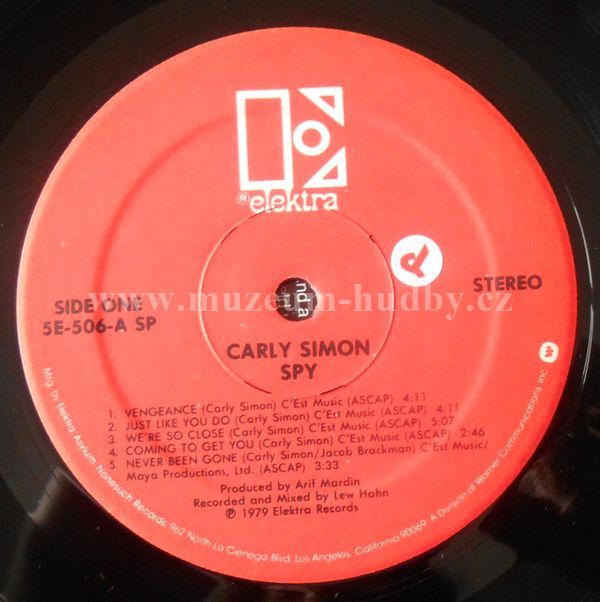 ® elektra
R
SIDE ONE
5E-506-A SP
STEREO
www.muzeum-hudby.cz
nd a
CARLY SIMON
SPY
1. VENGEANCE (Carly Simon) C'Est Music (ASCAP) 4:11
2. JUST LIKE YOU DO (Carly Simon) C'Est Music (ASCAP) 4:11
3. WE'RE SO CLOSE (Carly Simon) C'Est Music (ASCAP) 5:07
4. COMING TO GET YOU (Carly Simon) C'Est Music (ASCAP) 2:46
5. NEVER BEEN GONE (Carly Simon/Jacob Brackman) C'Est Music/
Maya Productions, Ltd. (ASCAP) 3:33
Produced by Arif Mardin
Recorded and Mixed by Lew Hahn
℗ 1979 Elektra Records
Mfg by Elektra Asylum Nonesuch Records, 962 North La Cienega Blvd. Los Angeles, California 90069. A Division of Warner Communications Inc